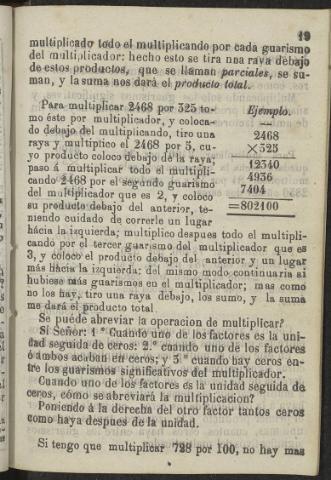 19
multiplicado todo el multiplicando por cada guarismo
del multiplicador: hecho esto se tira una raya debajo
de estos productos, que se llaman parciales, se su-
man, y la suma nos dará el producto total.
Para multiplicar 2468 por 325 to-
mo éste por multiplicador, y coloca-
do debajo del multiplicando, tiro una
raya y multiplico el 2468 por 5, cu-
yo producto coloco debajo de la raya;
paso á multiplicar todo el multipli-
cando 2468 por el segundo guarismo
del multiplicador que es 2, y coloco
su producto debajo del anterior, te-
niendo cuidado de correrle un lugar
Ejemplo.
2468
×325
12340
4936
7404
=802100
hácia la izquierda; multiplico despues todo el multipli-
cando por el tercer guarismo del multiplicador que es
3, y coloco el producto debajo del anterior y un lugar
más hácia la izquierda: del mismo modo continuaria si
hubiese más guarismos en el multiplicador; mas como
no los hay, tiro una raya debajo, los sumo, y la suma
me dará el producto total.
Se puede abreviar la operacion de multiplicar?
Si Señor: 1º Cuando uno de los factores es la uni-
dad seguida de ceros: 2.º cuando uno de los factores
ó ambos acaban en ceros; y 3º cuando hay ceros en-
tre los guarismos significativos del multiplicador.
Cuando uno de los factores es la unidad seguida de
ceros, cómo se abreviará la multiplicacion?
Poniendo á la derecha del otro factor tantos ceros
como haya despues de la unidad.
Si tengo que multiplicar 728 por 100, no hay mas